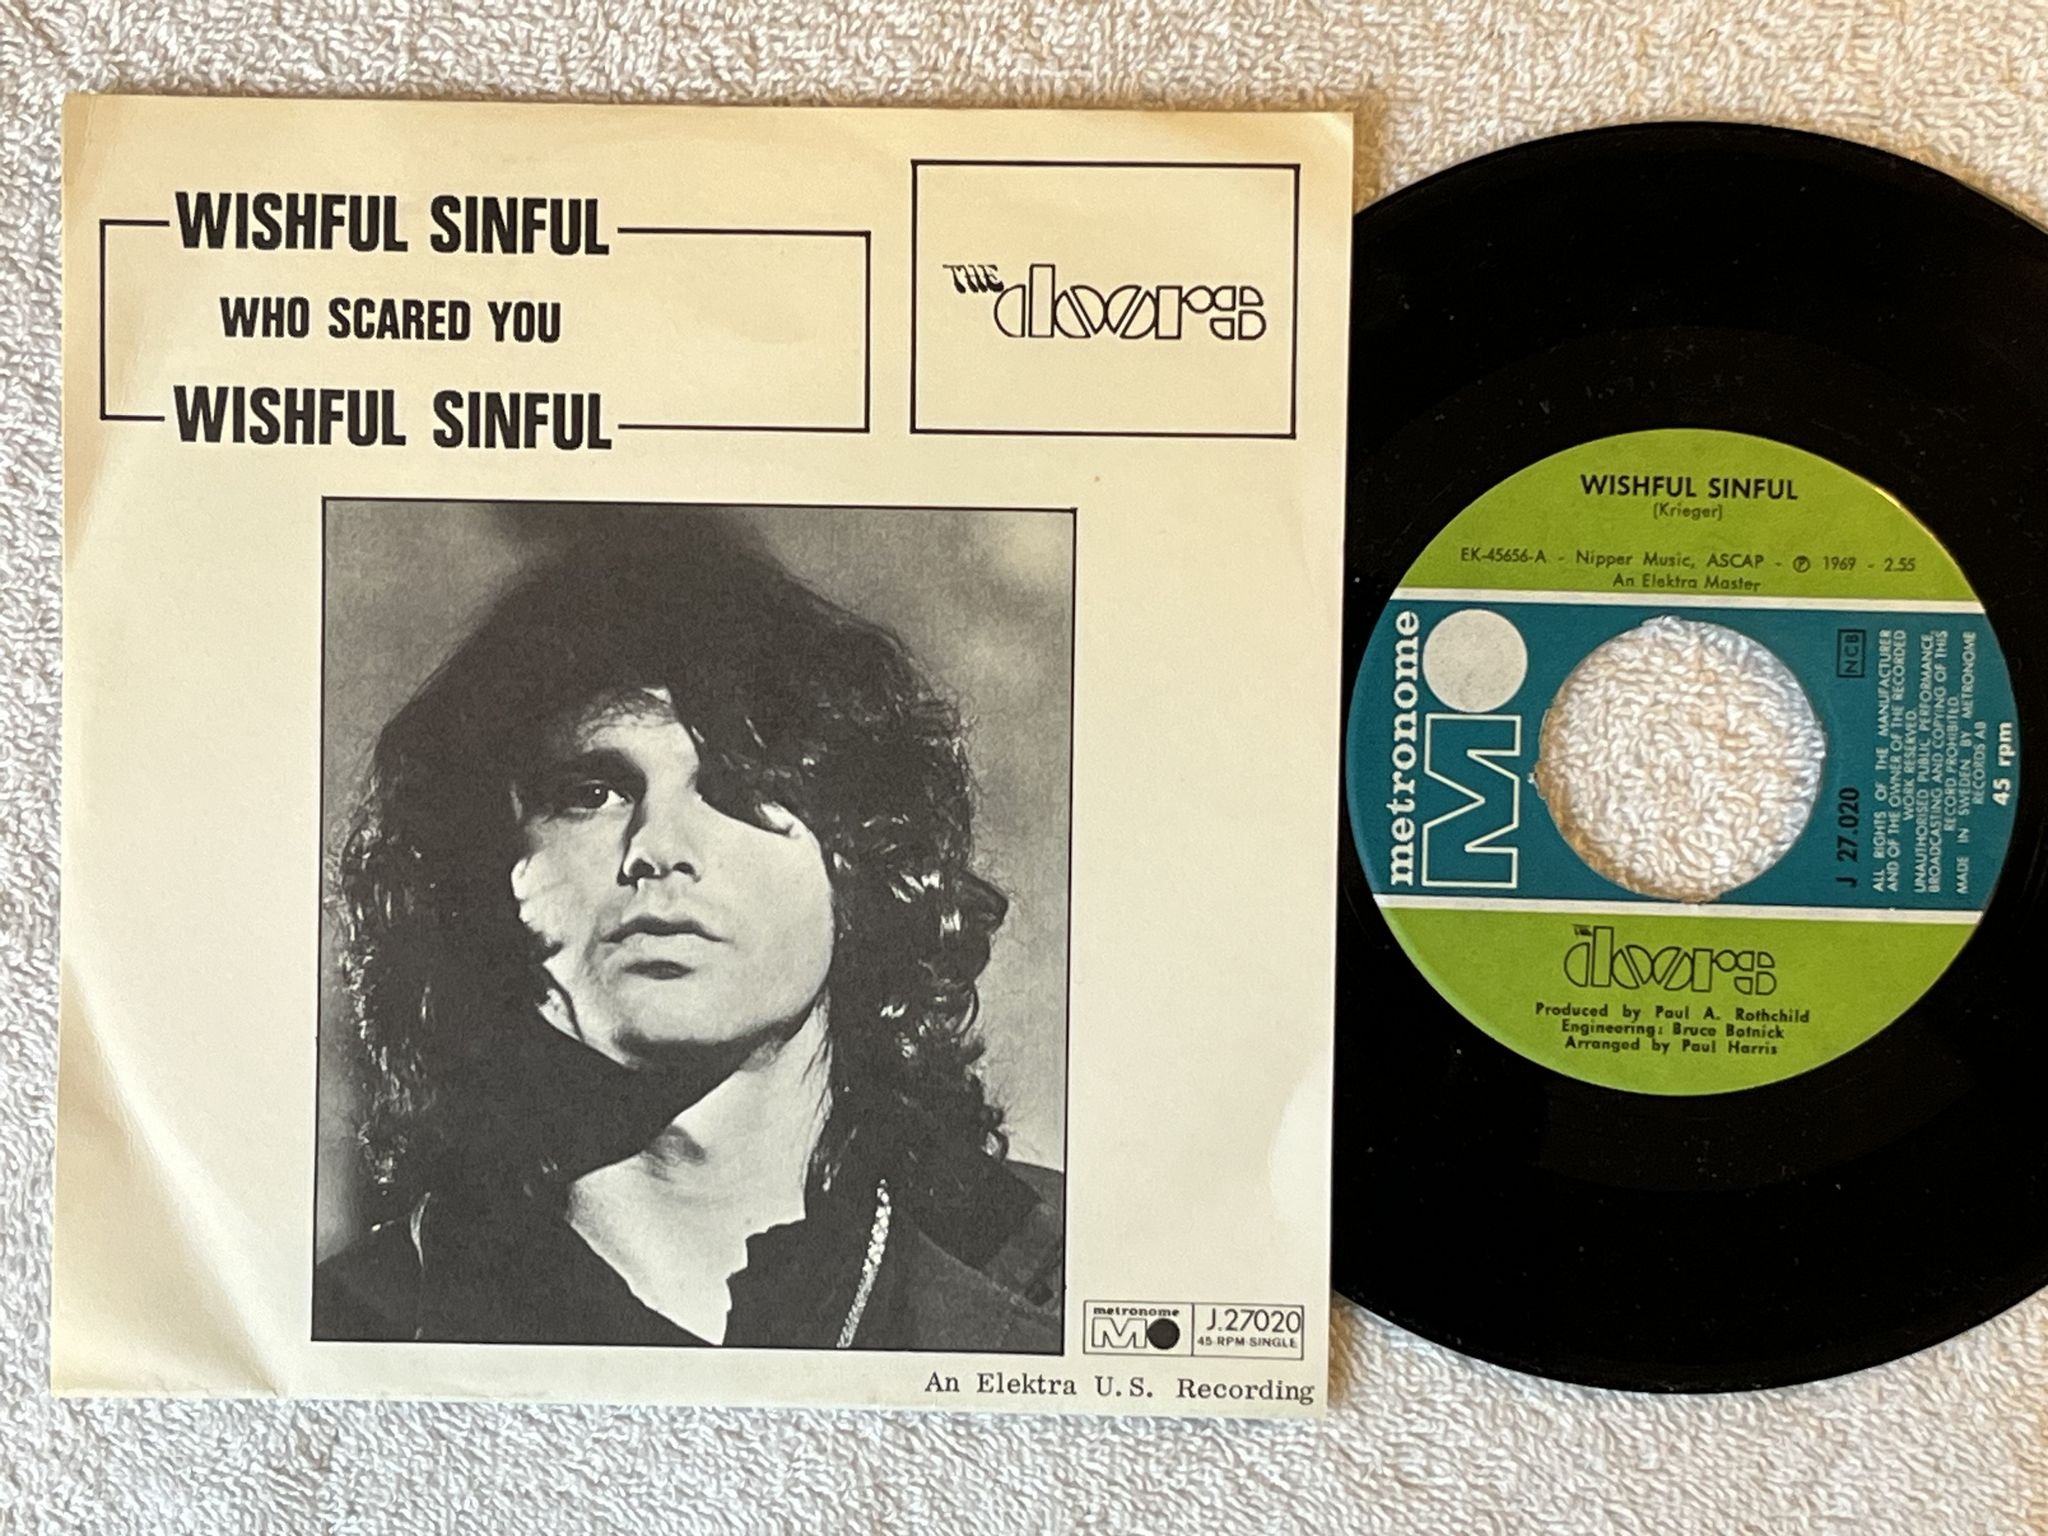 WISHFUL SINFUL
WHO SCARED YOU
WISHFUL SINFUL
THE doors
metronome
M
J.27020
45-RPM-SINGLE
An Elektra U.S. Recording
WISHFUL SINFUL
(Krieger)
EK-45656-A - Nipper Music, ASCAP - ℗ 1969 - 2.55
An Elektra Master
metronome
M
NCB
J 27.020
ALL RIGHTS OF THE MANUFACTURER
AND OF THE OWNER OF THE RECORDED
WORK RESERVED.
UNAUTHORISED PUBLIC PERFORMANCE,
BROADCASTING AND COPYING OF THIS
RECORD PROHIBITED
MADE IN SWEDEN BY METRONOME
RECORDS AB
45 rpm
THE doors
Produced by Paul A. Rothchild
Engineering: Bruce Botnick
Arranged by Paul Harris